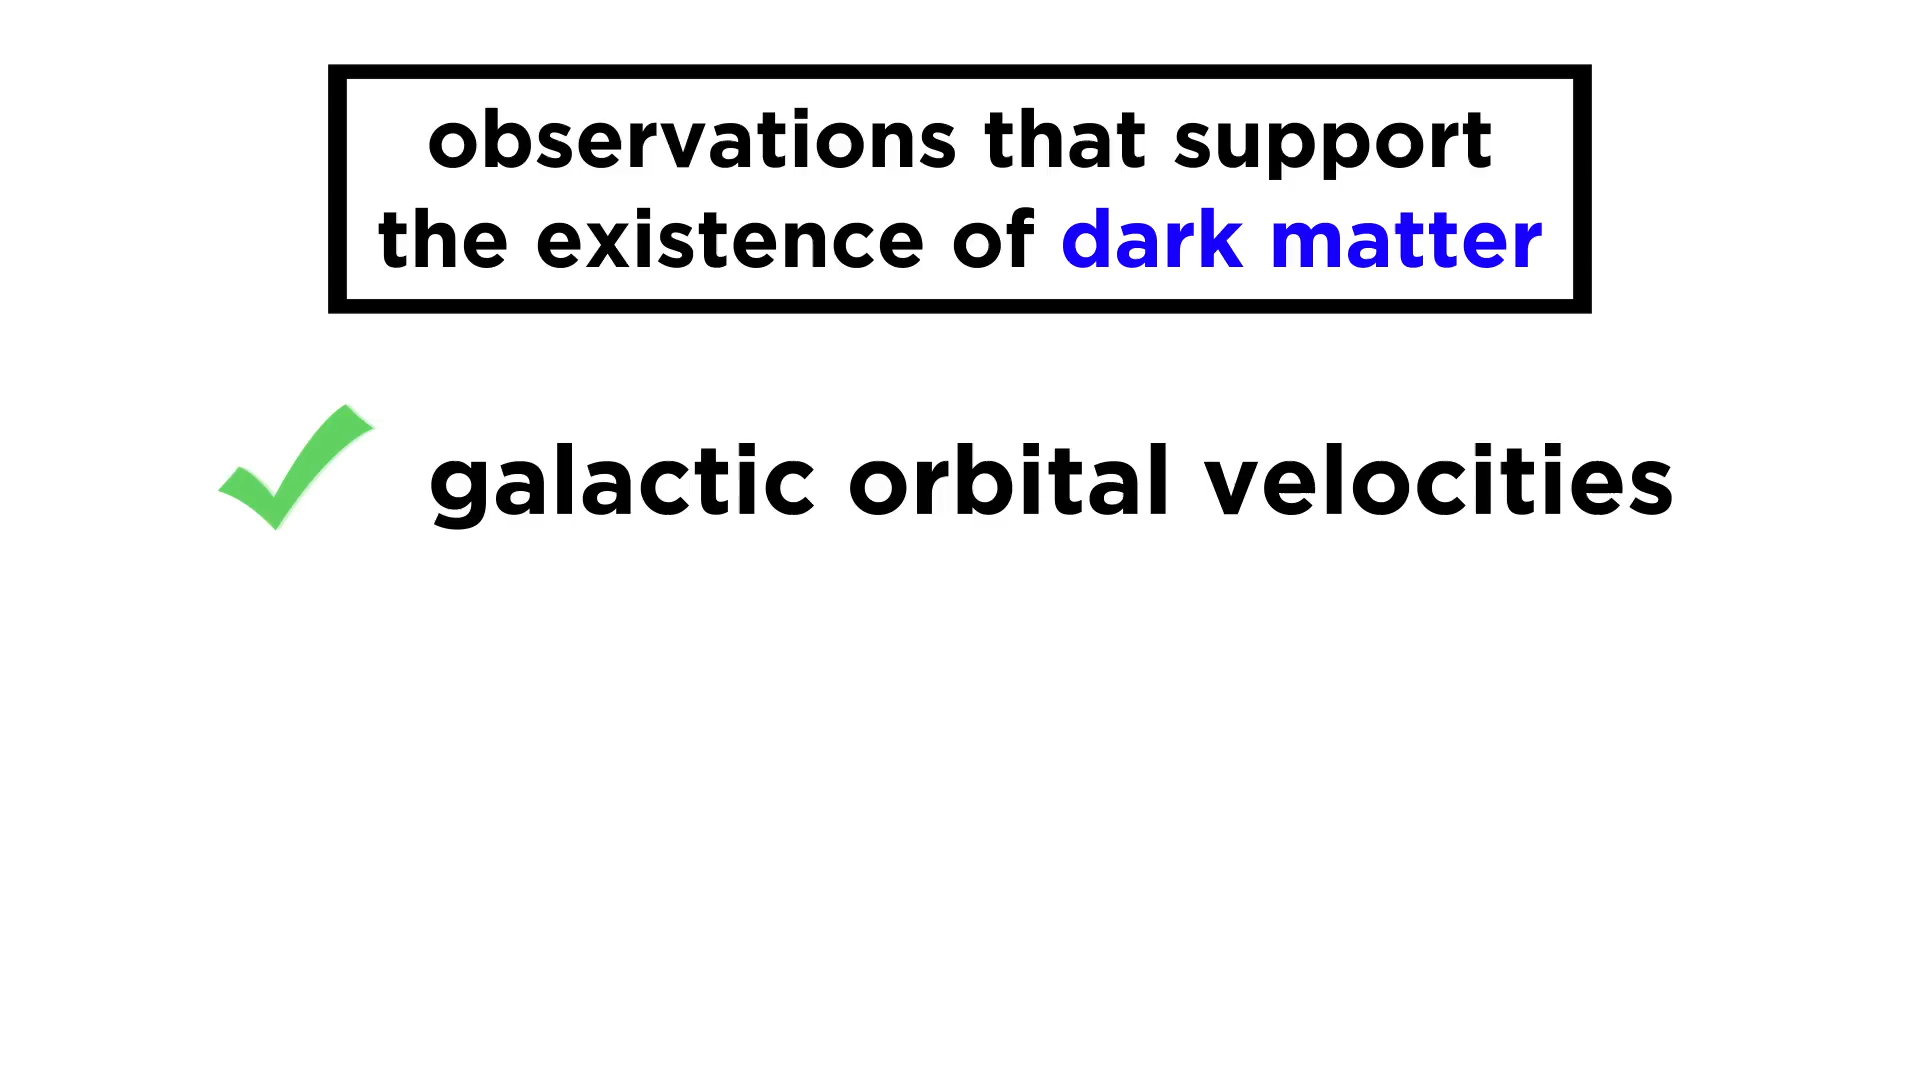 observations that support
the existence of dark matter
galactic orbital velocities